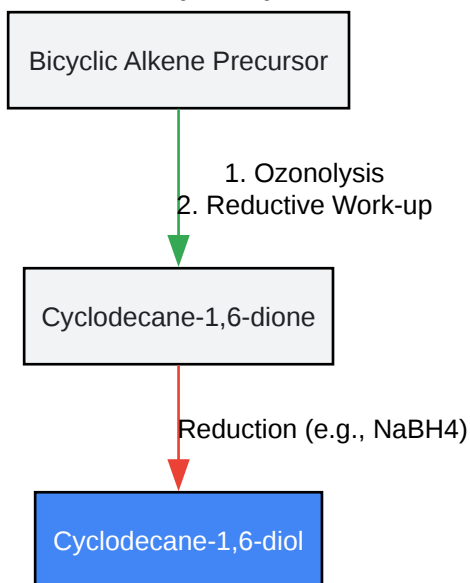 Bicyclic Alkene Precursor
1. Ozonolysis
2. Reductive Work-up
Cyclodecane-1,6-dione
Reduction (e.g., NaBH4)
Cyclodecane-1,6-diol